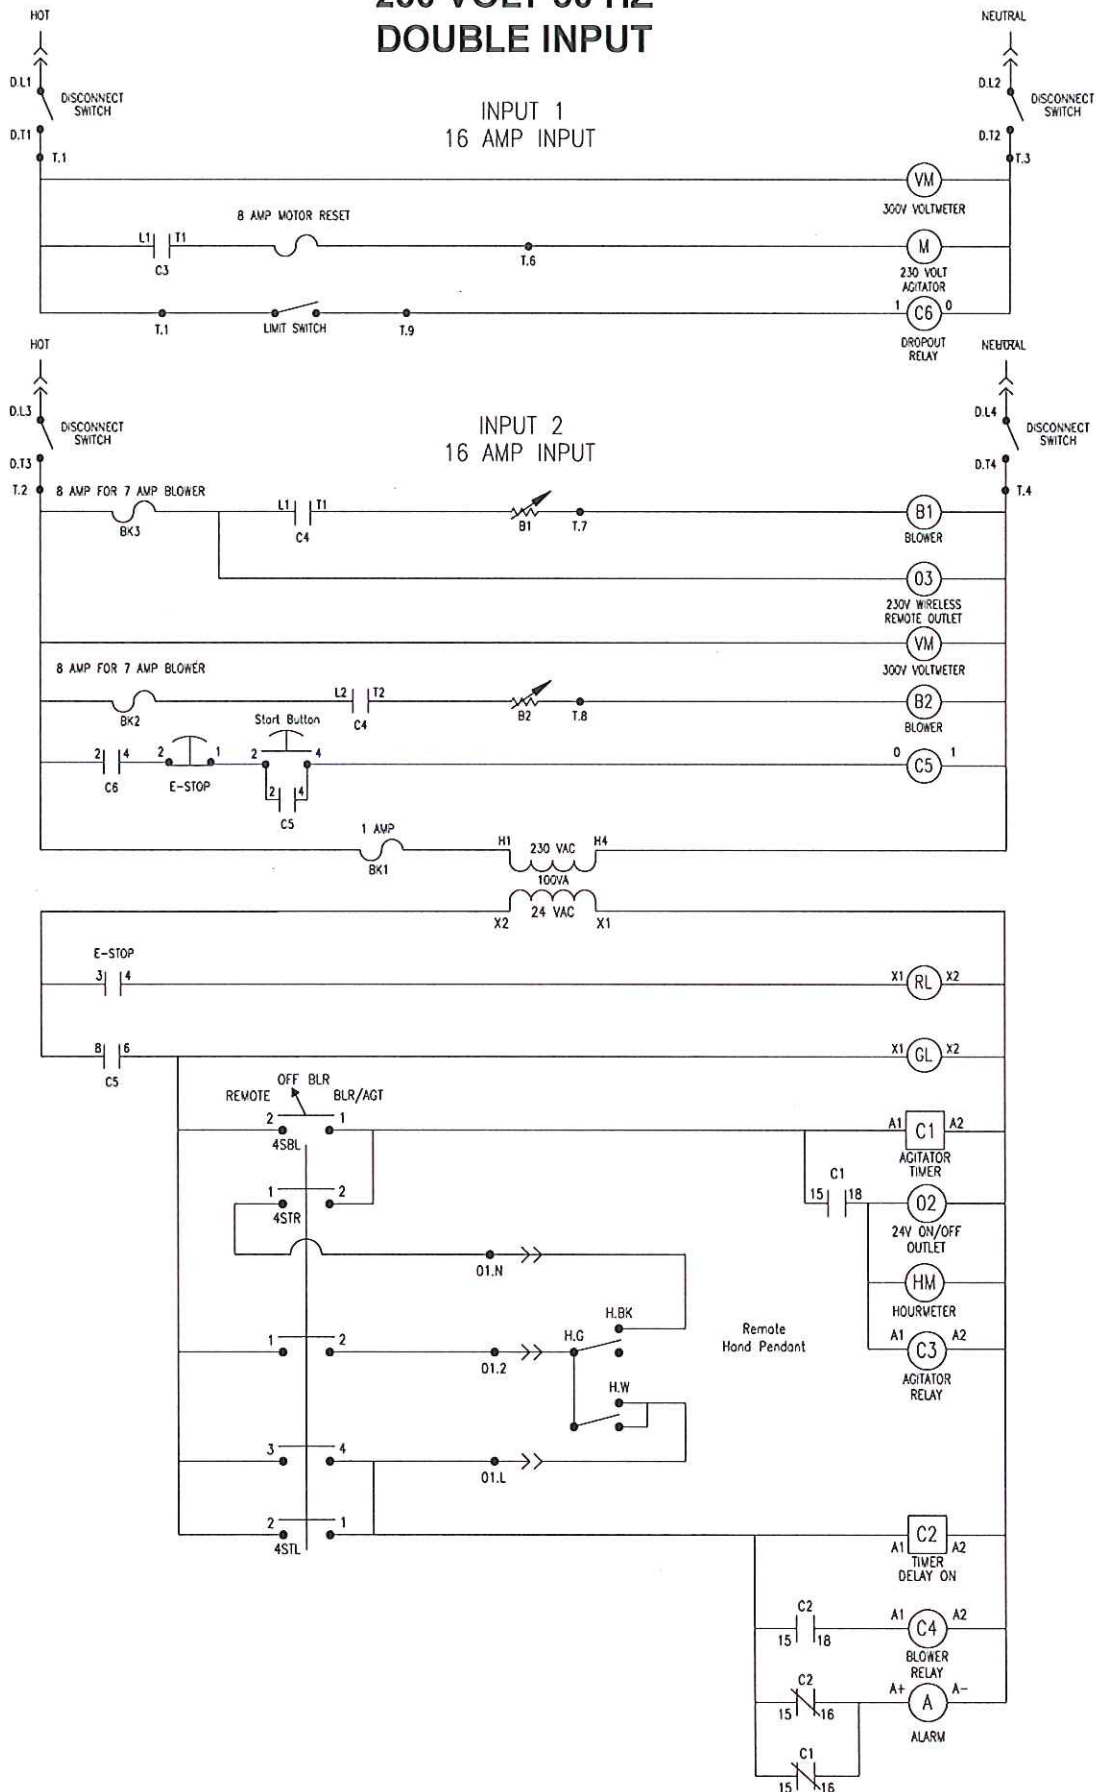 DOUBLE INPUT
HOT
NEUTRAL
D.L1
DISCONNECT
SWITCH
D.L2
DISCONNECT
SWITCH
INPUT 1
16 AMP INPUT
D.T1
D.T2
T.1
T.3
VM
300V VOLTMETER
8 AMP MOTOR RESET
L1 T1
C3
T.6
M
230 VOLT
AGITATOR
T.1
LIMIT SWITCH
T.9
1 C6 0
DROPOUT
RELAY
HOT
NEUTRAL
D.L3
DISCONNECT
SWITCH
D.L4
DISCONNECT
SWITCH
INPUT 2
16 AMP INPUT
D.T3
D.T4
T.2
8 AMP FOR 7 AMP BLOWER
T.4
BK3
L1 T1
C4
B1
T.7
B1
BLOWER
O3
230V WIRELESS
REMOTE OUTLET
VM
300V VOLTMETER
8 AMP FOR 7 AMP BLOWER
BK2
L2 T2
C4
B2
T.8
B2
BLOWER
Start Button
2 4
C6
2 1
E-STOP
2 4
2 4
C5
0 C5 1
1 AMP
BK1
H1 230 VAC H4
100VA
X2 24 VAC X1
E-STOP
3 4
X1 RL X2
8 6
C5
X1 GL X2
OFF BLR
REMOTE BLR/AGT
2 1
4SBL
A1 C1 A2
AGITATOR
TIMER
1 2
4STR
C1
15 18
O2
24V ON/OFF
OUTLET
01.N
HM
HOURMETER
H.BK
Remote
Hand Pendant
1 2
01.2
H.G
A1 C3 A2
AGITATOR
RELAY
H.W
3 4
01.L
2 1
4STL
C2
A1 A2
TIMER
DELAY ON
C2
15 18
A1 C4 A2
BLOWER
RELAY
C2
15 16
A+ A A-
ALARM
C1
15 16